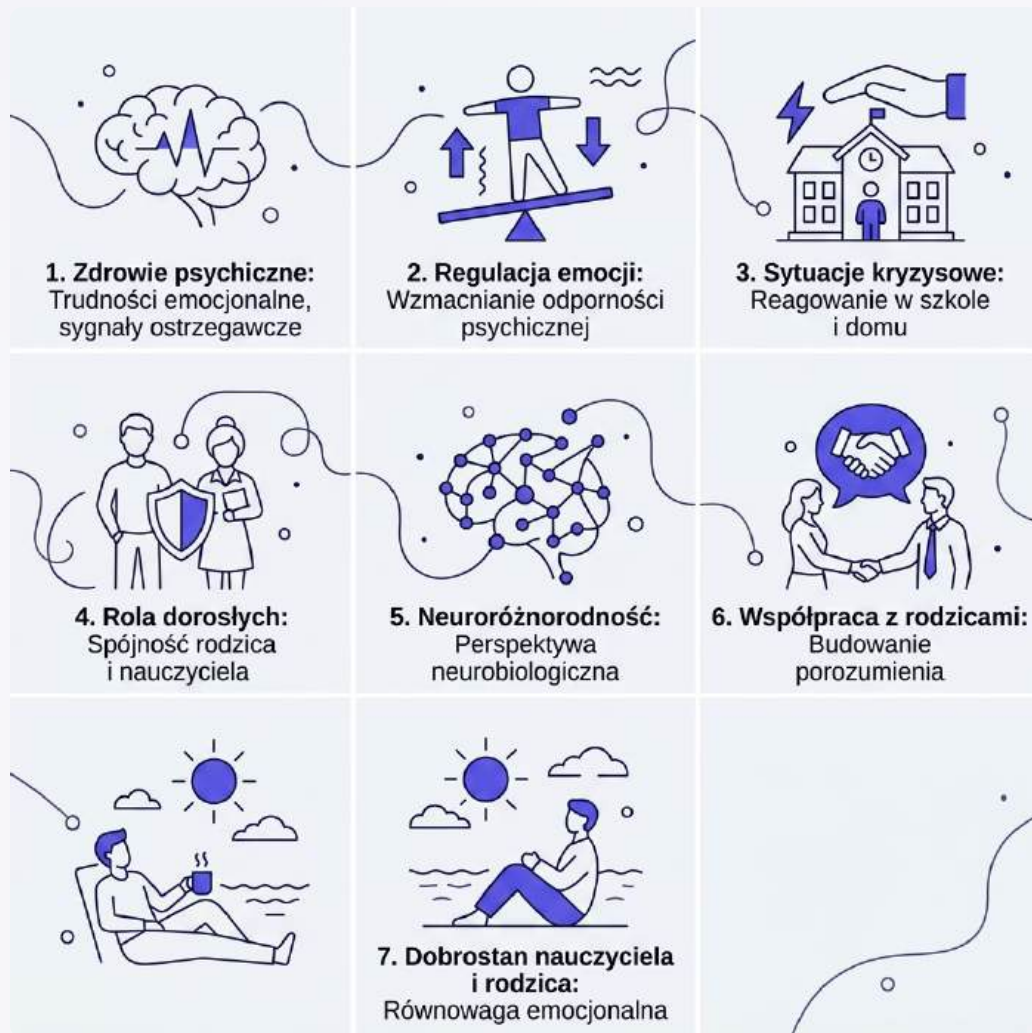 1. Zdrowie psychiczne:
Trudności emocjonalne,
sygnały ostrzegawcze
2. Regulacja emocji:
Wzmacnianie odporności
psychicznej
3. Sytuacje kryzysowe:
Reagowanie w szkole
i domu
4. Rola dorosłych:
Spójność rodzica
i nauczyciela
5. Neuroróżnorodność:
Perspektywa
neurobiologiczna
6. Współpraca z rodzicami:
Budowanie
porozumienia
7. Dobrostan nauczyciela
i rodzica:
Równowaga emocjonalna